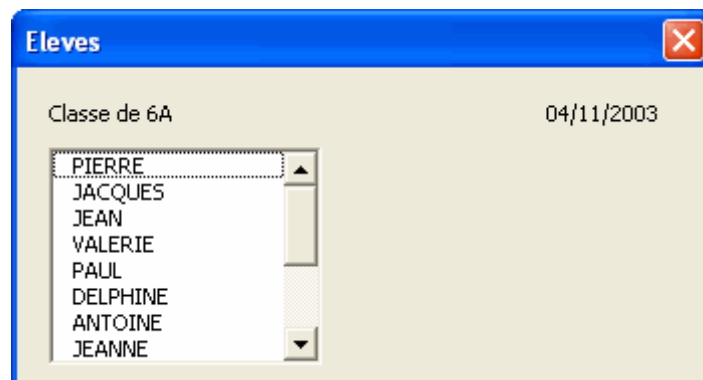 Eleves
Classe de 6A 04/11/2003
PIERRE
JACQUES
JEAN
VALERIE
PAUL
DELPHINE
ANTOINE
JEANNE